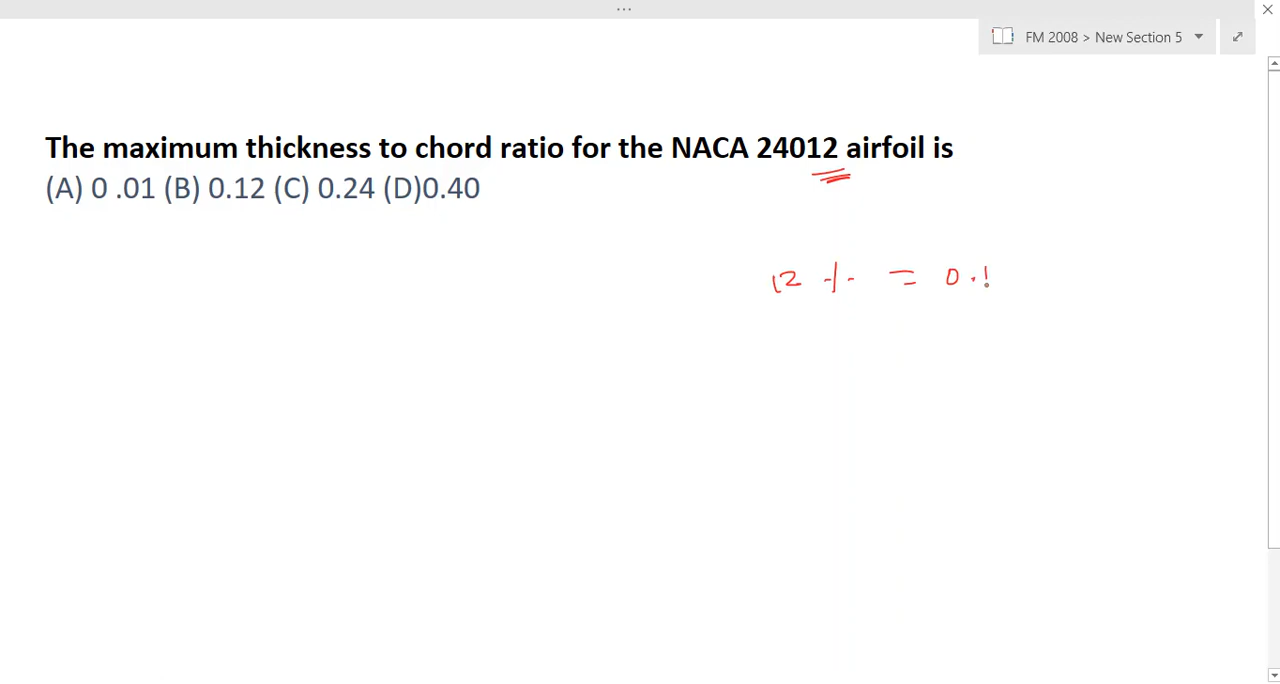 FM 2008 > New Section 5
The maximum thickness to chord ratio for the NACA 24012 airfoil is
(A) 0 .01 (B) 0.12 (C) 0.24 (D)0.40
12 % = 0.1